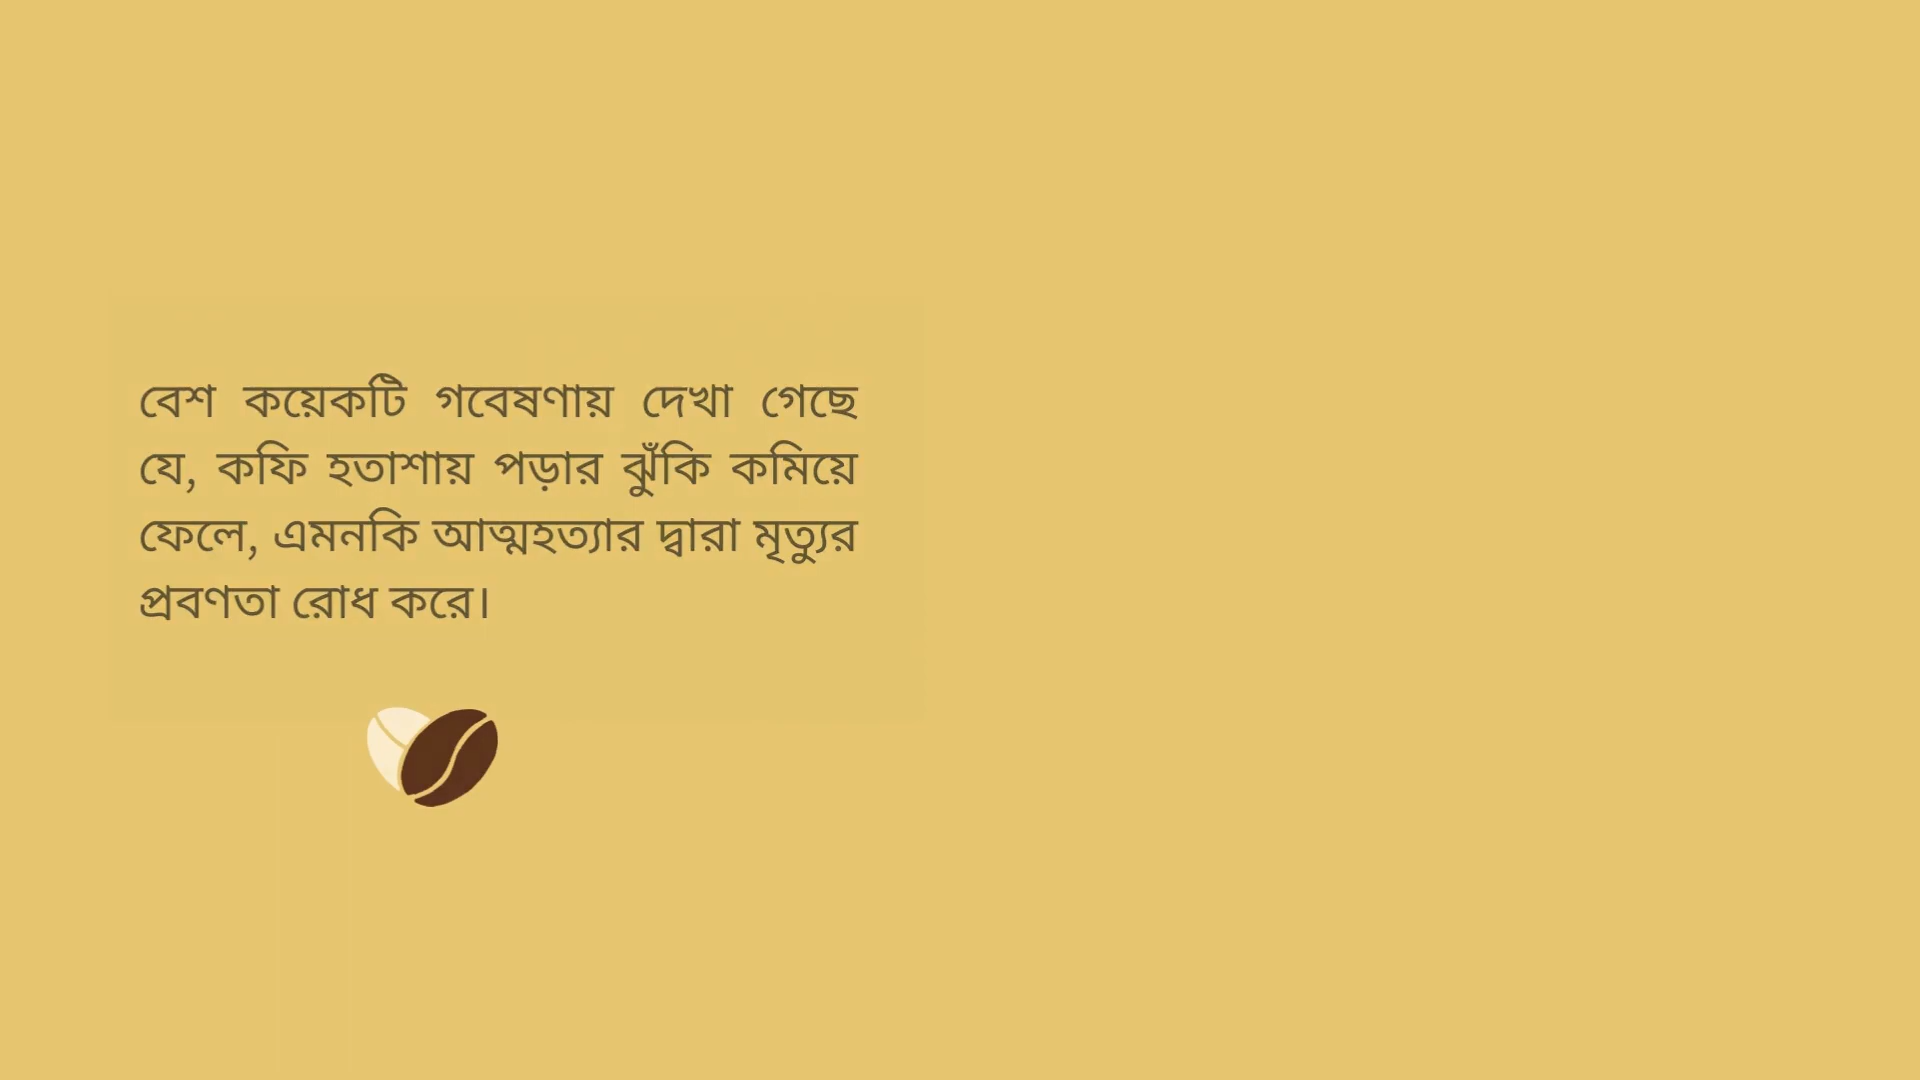 বেশ কয়েকটি গবেষণায় দেখা গেছে
যে, কফি হতাশায় পড়ার ঝুঁকি কমিয়ে
ফেলে, এমনকি আত্মহত্যার দ্বারা মৃত্যুর
প্রবণতা রোধ করে।